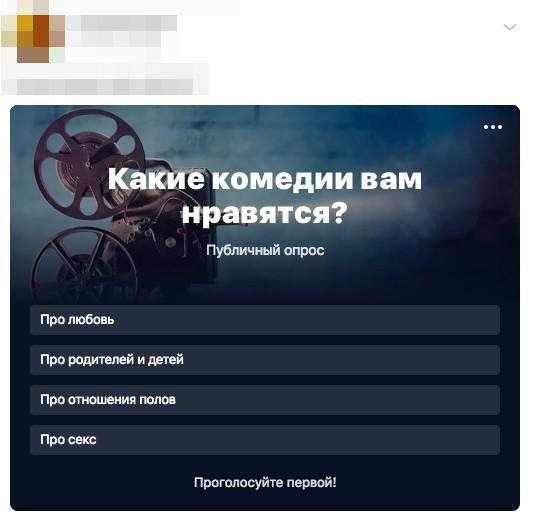 Какие комедии вам
нравятся?
Публичный опрос
Про любовь
Про родителей и детей
Про отношения полов
Про секс
Проголосуйте первой!